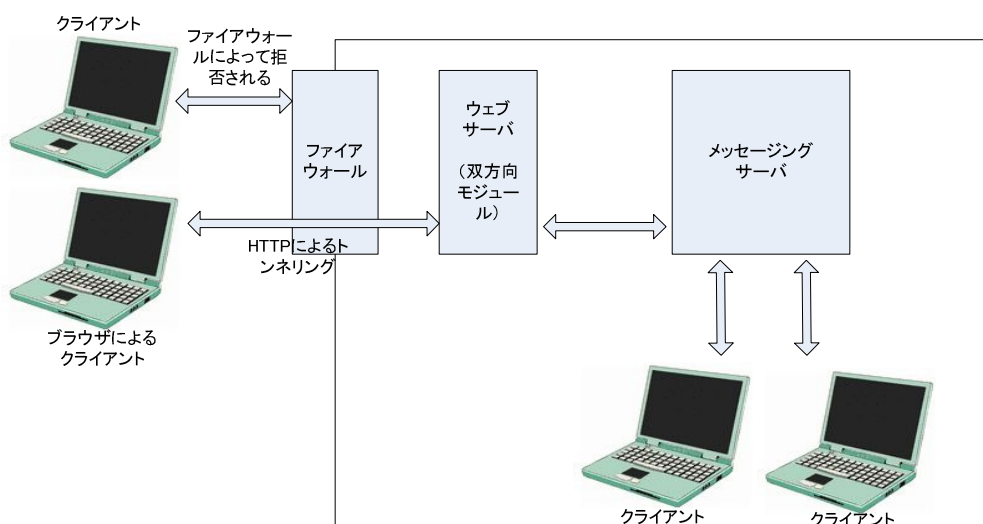 クライアント
ファイアウォー
ルによって拒
否される
ファイア
ウォール
ウェブ
サーバ
（双方向
モジュー
ル）
メッセージング
サーバ
HTTPによるト
ンネリング
ブラウザによる
クライアント
クライアント
クライアント